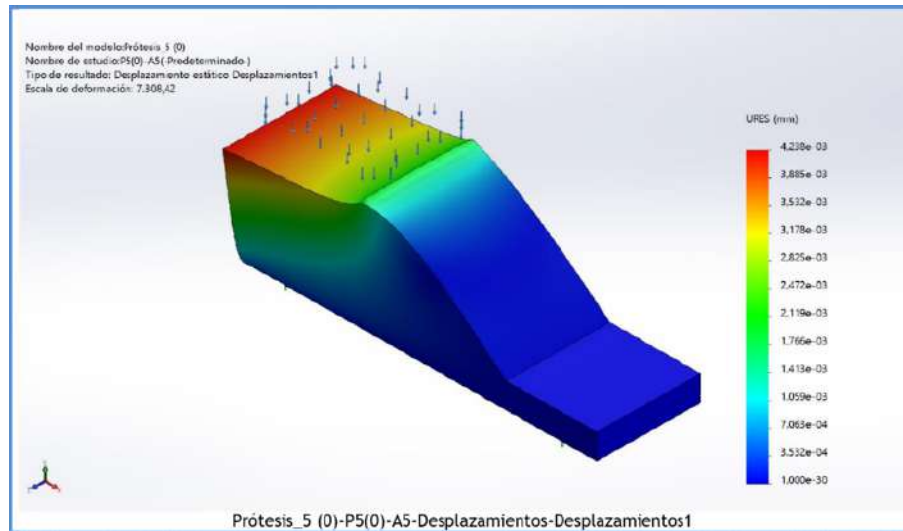 Nombre del modelo:Prótesis_5 (0)
Nombre de estudio:P5(0)-A5(-Predeterminado-)
Tipo de resultado: Desplazamiento estático Desplazamientos1
Escala de deformación: 7.308,42
URES (mm)
4,238e-03
3,885e-03
3,532e-03
3,178e-03
2,825e-03
2,472e-03
2,119e-03
1,766e-03
1,413e-03
1,059e-03
7,063e-04
3,532e-04
1,000e-30
Prótesis_5 (0)-P5(0)-A5-Desplazamientos-Desplazamientos1